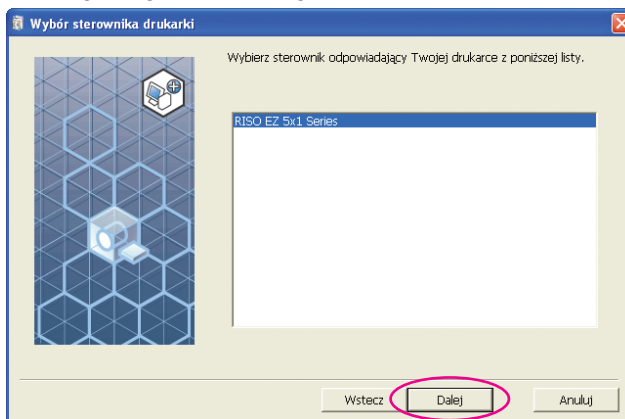 Wybór sterownika drukarki
Wybierz sterownik odpowiadający Twojej drukarce z poniższej listy.
RISO EZ 5x1 Series
Wstecz Dalej Anuluj